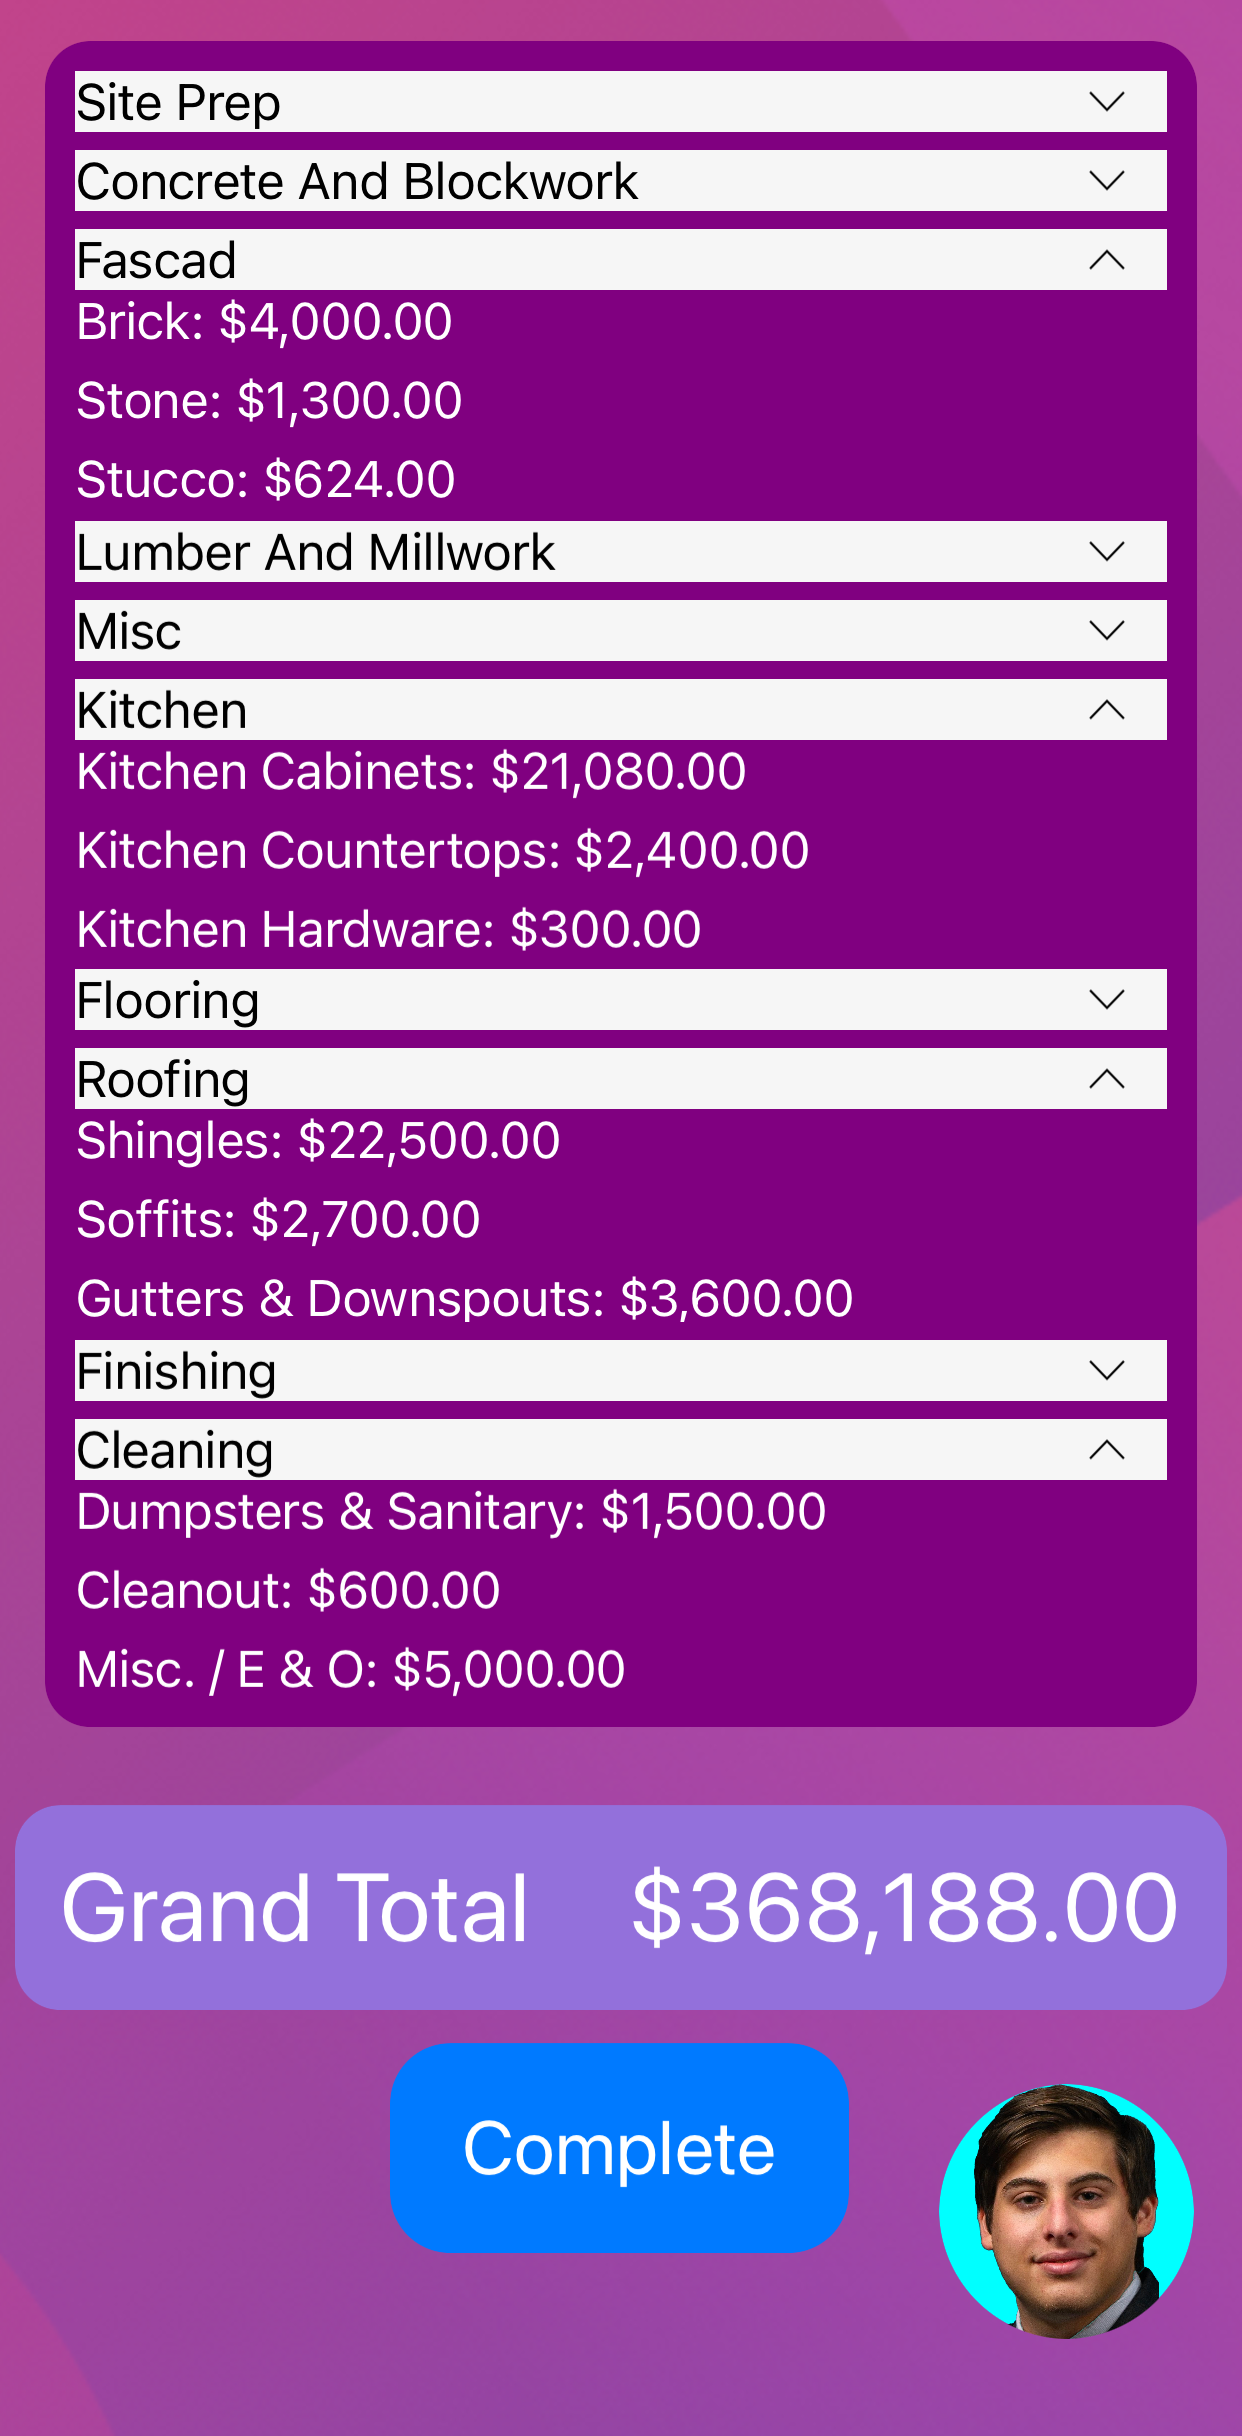 Site Prep
Concrete And Blockwork
Fascad
Brick: $4,000.00
Stone: $1,300.00
Stucco: $624.00
Lumber And Millwork
Misc
Kitchen
Kitchen Cabinets: $21,080.00
Kitchen Countertops: $2,400.00
Kitchen Hardware: $300.00
Flooring
Roofing
Shingles: $22,500.00
Soffits: $2,700.00
Gutters & Downspouts: $3,600.00
Finishing
Cleaning
Dumpsters & Sanitary: $1,500.00
Cleanout: $600.00
Misc. / E & O: $5,000.00
Grand Total $368,188.00
Complete